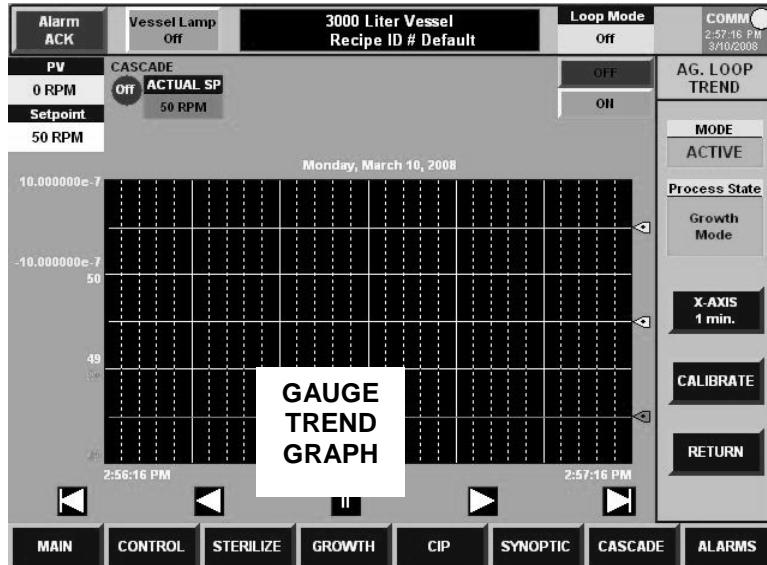 Alarm
ACK
Vessel Lamp
Off
3000 Liter Vessel
Recipe ID # Default
Loop Mode
Off
COMM
2:57:16 PM
3/10/2008
PV
0 RPM
Setpoint
50 RPM
CASCADE
Off
ACTUAL SP
50 RPM
OFF
ON
AG. LOOP
TREND
MODE
ACTIVE
Process State
Growth
Mode
X-AXIS
1 min.
CALIBRATE
RETURN
Monday, March 10, 2008
10.000000e-7
-10.000000e-7
50
49
GAUGE
TREND
GRAPH
2:56:16 PM
2:57:16 PM
MAIN
CONTROL
STERILIZE
GROWTH
CIP
SYNOPTIC
CASCADE
ALARMS